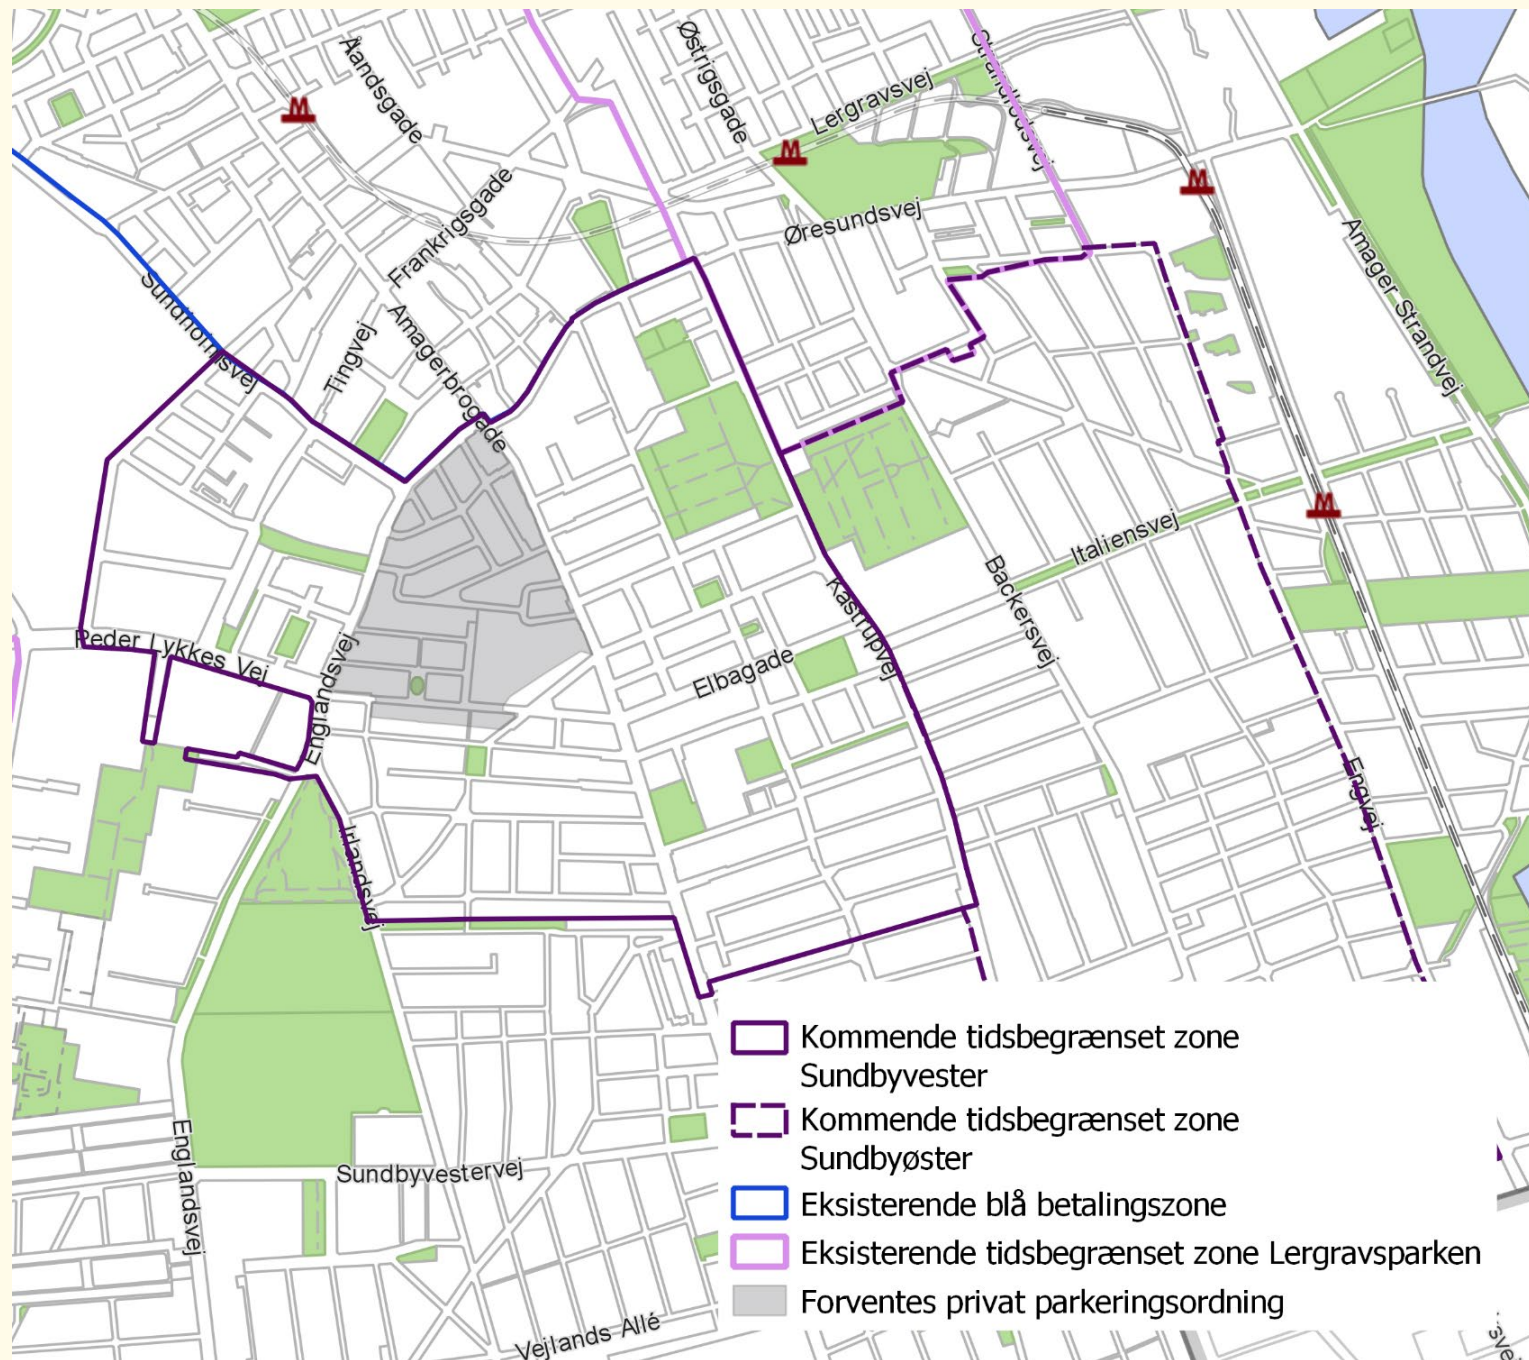 Østrigsgade
Strandlodsvej
Ålandsgade
Lergravsvej
M
M
M
Frankrigsgade
Øresundsvej
Amager Strandvej
Sundholmsvej
Tingvej
Amagerbrogade
M
Italiensvej
Backersvej
Kastrupvej
Peder Lykkes Vej
Englandsvej
Elbagade
Engvej
Irlandsvej
Englandsvej
Sundbyvestervej
Vejlands Allé
Kommende tidsbegrænset zone
Sundbyvester
Kommende tidsbegrænset zone
Sundbyøster
Eksisterende blå betalingszone
Eksisterende tidsbegrænset zone Lergravsparken
Forventes privat parkeringsordning